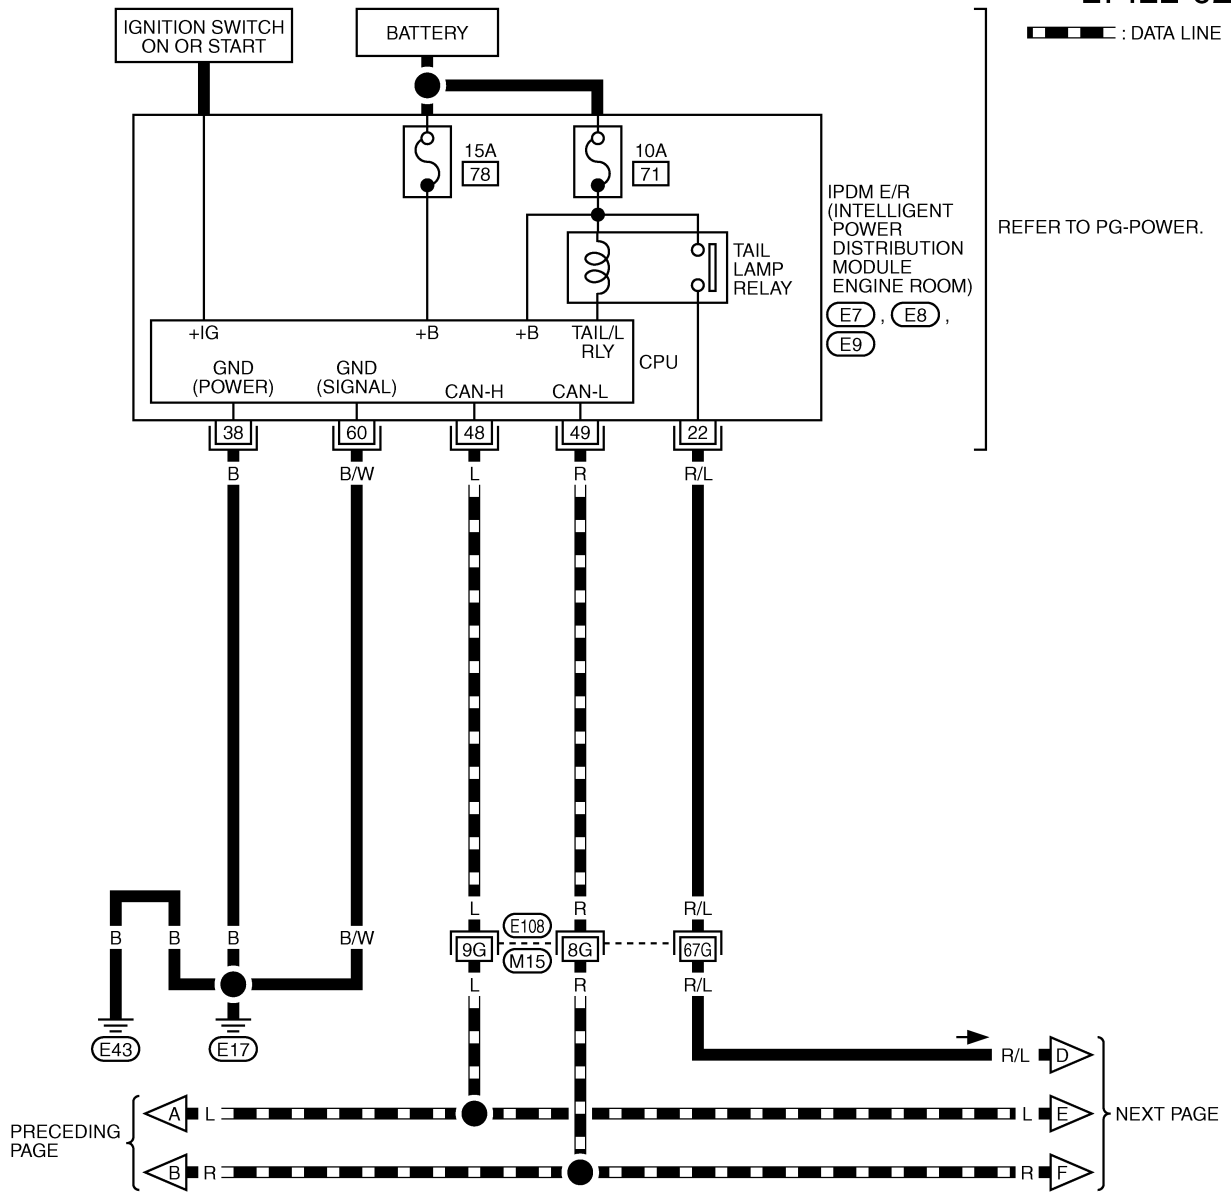 IGNITION SWITCH
ON OR START
BATTERY
: DATA LINE
15A
78
10A
71
IPDM E/R
(INTELLIGENT
POWER
DISTRIBUTION
MODULE
ENGINE ROOM)
E7 , E8 ,
E9
REFER TO PG-POWER.
TAIL
LAMP
RELAY
+IG
+B
+B
TAIL/L
RLY
CPU
GND
(POWER)
GND
(SIGNAL)
CAN-H
CAN-L
38
60
48
49
22
B
B/W
L
R
R/L
L
R
R/L
E108
M15
9G
8G
67G
B
B
B
B/W
L
R
R/L
E43
E17
R/L
D
A
L
L
E
PRECEDING
PAGE
NEXT PAGE
B
R
R
F